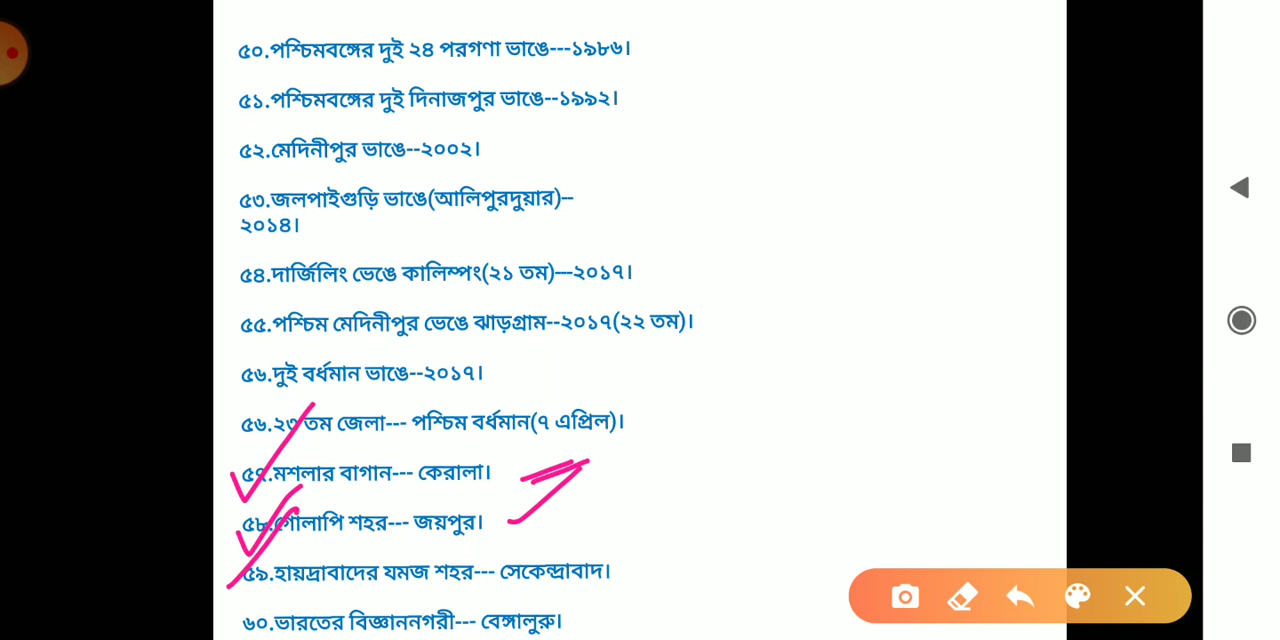 ৫০.পশ্চিমবঙ্গের দুই ২৪ পরগণা ভাঙে---১৯৮৬।
৫১.পশ্চিমবঙ্গের দুই দিনাজপুর ভাঙে--১৯৯২।
৫২.মেদিনীপুর ভাঙে--২০০২।
৫৩.জলপাইগুড়ি ভাঙে(আলিপুরদুয়ার)--
২০১৪।
৫৪.দার্জিলিং ভেঙে কালিম্পং(২১ তম)---২০১৭।
৫৫.পশ্চিম মেদিনীপুর ভেঙে ঝাড়গ্রাম--২০১৭(২২ তম)।
৫৬.দুই বর্ধমান ভাঙে--২০১৭।
৫৬.২৩ তম জেলা--- পশ্চিম বর্ধমান(৭ এপ্রিল)।
৫৭.মশলার বাগান--- কেরালা।
৫৮.গোলাপি শহর--- জয়পুর।
৫৯.হায়দ্রাবাদের যমজ শহর--- সেকেন্দ্রাবাদ।
৬০.ভারতের বিজ্ঞাননগরী--- বেঙ্গালুরু।